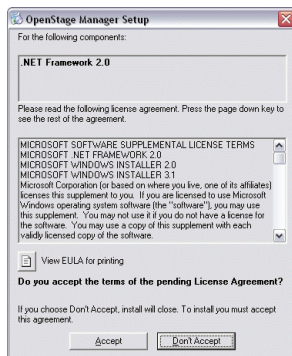 OpenStage Manager Setup
For the following components:
.NET Framework 2.0
Please read the following license agreement. Press the page down key to
see the rest of the agreement.
MICROSOFT SOFTWARE SUPPLEMENTAL LICENSE TERMS
MICROSOFT .NET FRAMEWORK 2.0
MICROSOFT WINDOWS INSTALLER 2.0
MICROSOFT WINDOWS INSTALLER 3.1
Microsoft Corporation (or based on where you live, one of its affiliates)
licenses this supplement to you. If you are licensed to use Microsoft
Windows operating system software (the "software"), you may use
this supplement. You may not use it if you do not have a license for
the software. You may use a copy of this supplement with each
validly licensed copy of the software.
View EULA for printing
Do you accept the terms of the pending License Agreement?
If you choose Don't Accept, install will close. To install you must accept
this agreement.
Accept
Don't Accept